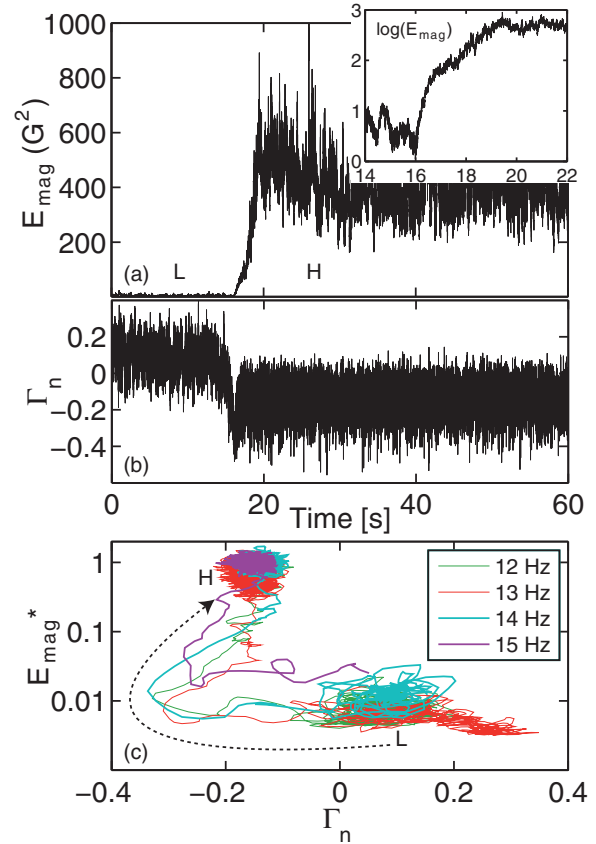 1000
800
600
400
200
E_mag (G^2)
(a)
L
H
log(E_mag)
3
2
1
0
14 16 18 20 22
0.2
0
−0.2
−0.4
Γ_n
(b)
0 20 40 60
Time [s]
1
0.1
0.01
E_mag*
H
L
(c)
12 Hz
13 Hz
14 Hz
15 Hz
−0.4 −0.2 0 0.2 0.4
Γ_n